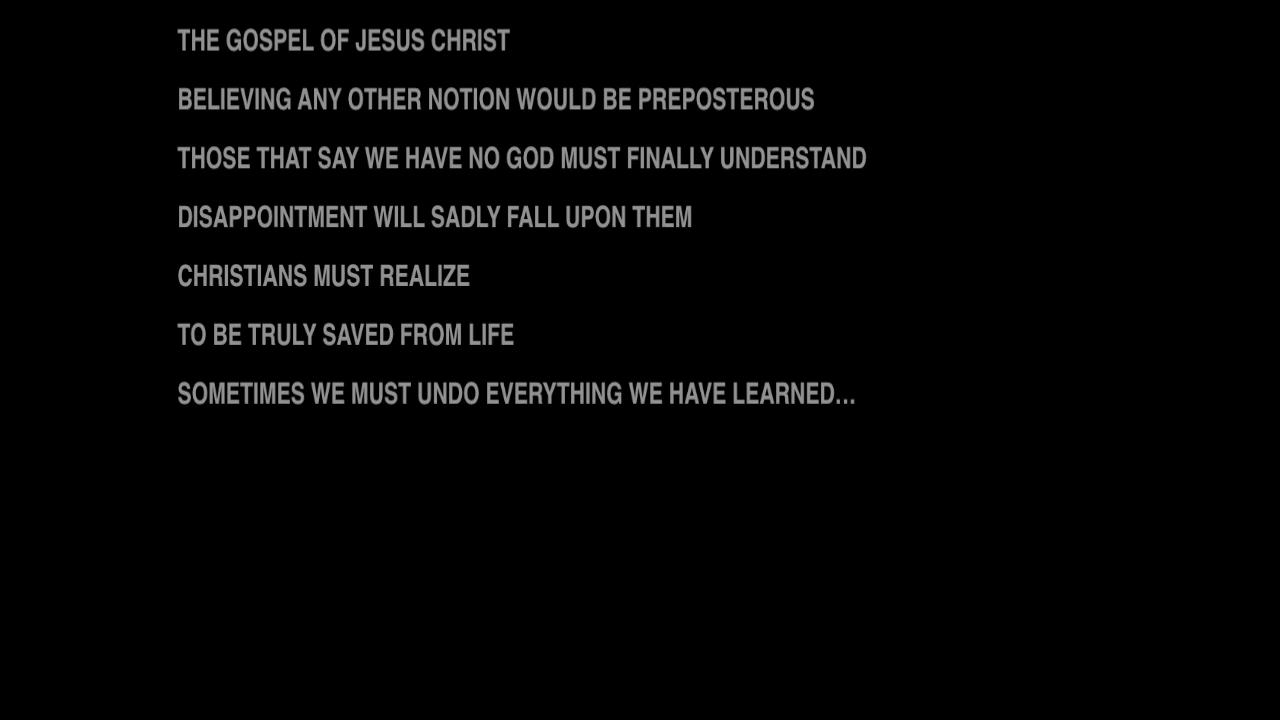 THE GOSPEL OF JESUS CHRIST
BELIEVING ANY OTHER NOTION WOULD BE PREPOSTEROUS
THOSE THAT SAY WE HAVE NO GOD MUST FINALLY UNDERSTAND
DISAPPOINTMENT WILL SADLY FALL UPON THEM
CHRISTIANS MUST REALIZE
TO BE TRULY SAVED FROM LIFE
SOMETIMES WE MUST UNDO EVERYTHING WE HAVE LEARNED...